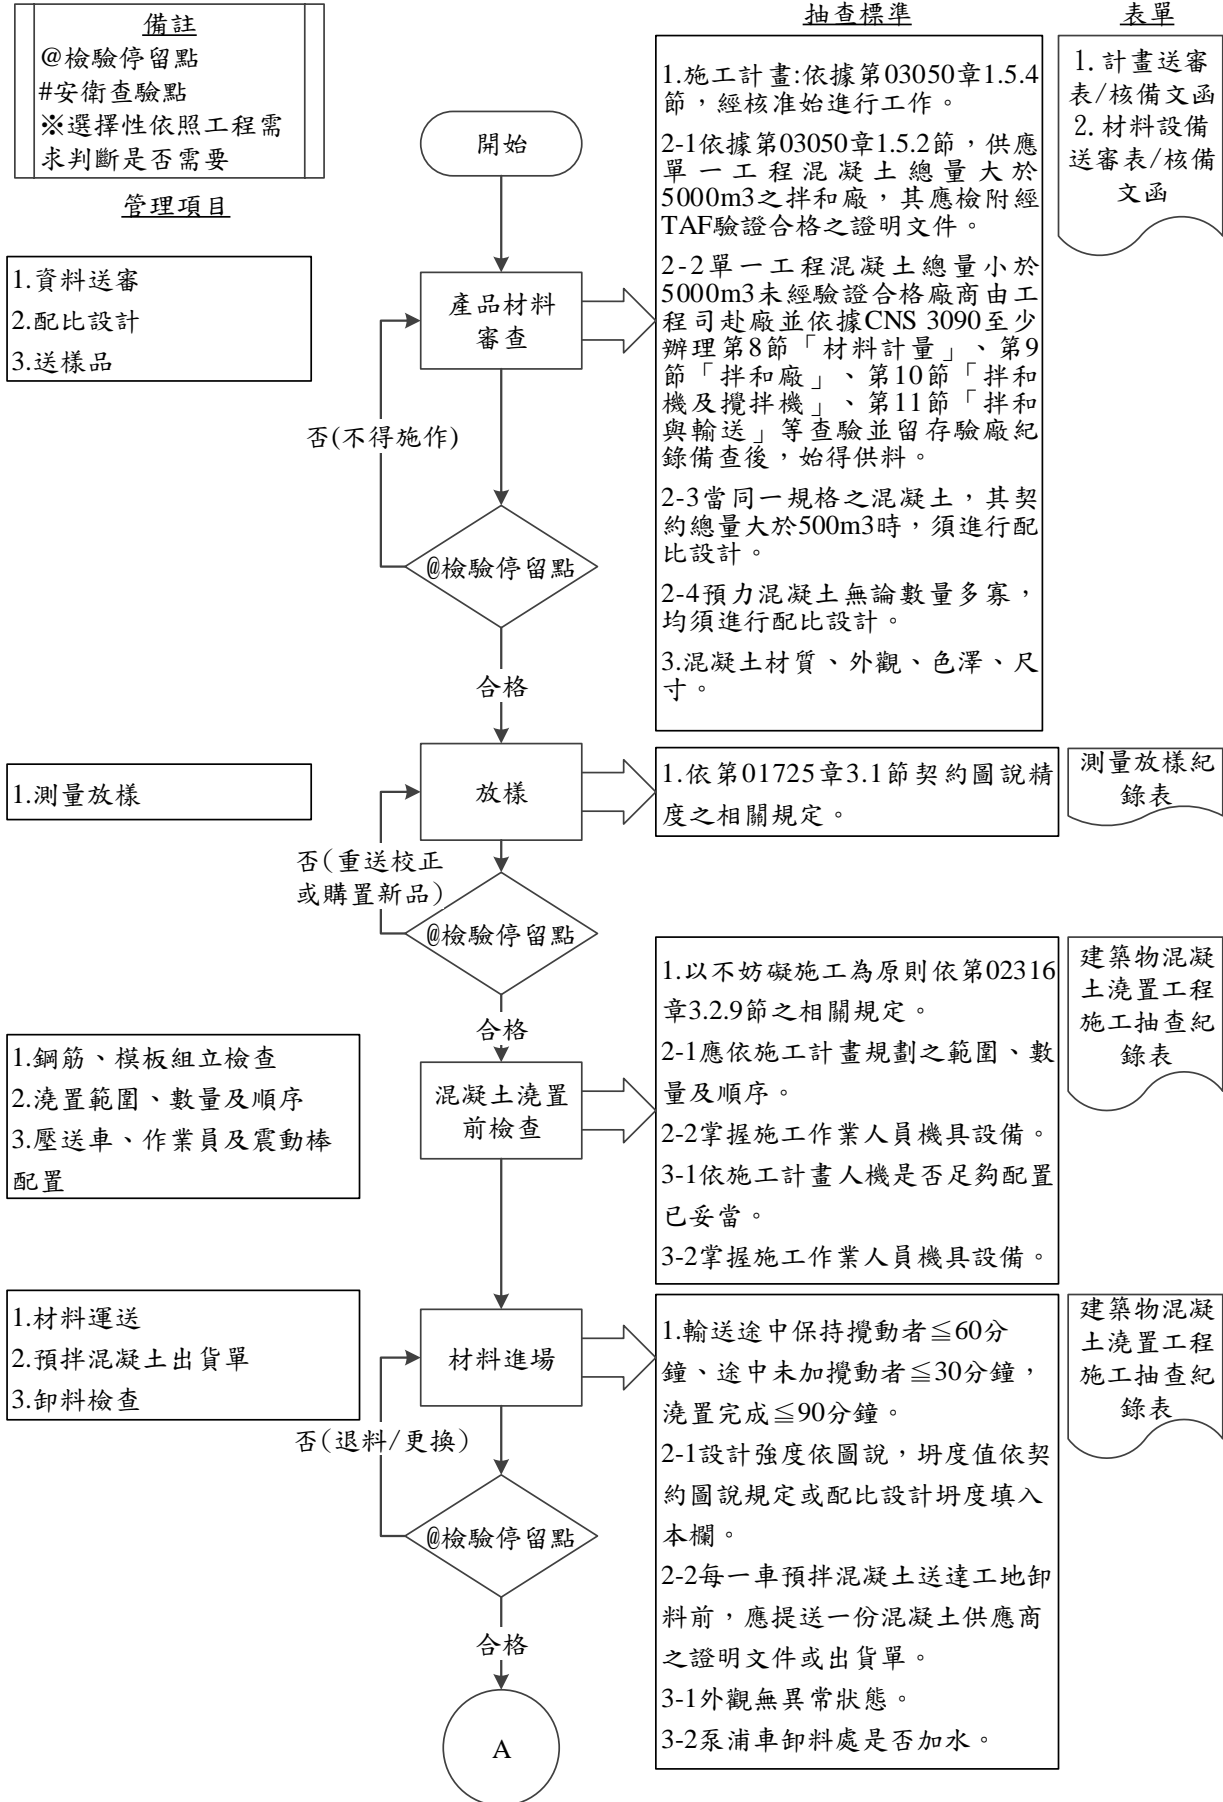 備註
@檢驗停留點
#安衛查驗點
※選擇性依照工程需
求判斷是否需要
管理項目
抽查標準
表單
開始
1.施工計畫:依據第03050章1.5.4
節，經核准始進行工作。
2-1依據第03050章1.5.2節，供應
單一工程混凝土總量大於
5000m3之拌和廠，其應檢附經
TAF驗證合格之證明文件。
2-2單一工程混凝土總量小於
5000m3未經驗證合格廠商由工
程司赴廠並依據CNS 3090至少
辦理第8節「材料計量」、第9
節「拌和廠」、第10節「拌和
機及攪拌機」、第11節「拌和
與輸送」等查驗並留存驗廠紀
錄備查後，始得供料。
2-3當同一規格之混凝土，其契
約總量大於500m3時，須進行配
比設計。
2-4預力混凝土無論數量多寡，
均須進行配比設計。
3.混凝土材質、外觀、色澤、尺
寸。
1.計畫送審
表/核備文函
2.材料設備
送審表/核備
文函
1.資料送審
2.配比設計
3.送樣品
產品材料
審查
否(不得施作)
@檢驗停留點
合格
1.測量放樣
放樣
1.依第01725章3.1節契約圖說精
度之相關規定。
測量放樣紀
錄表
否(重送校正
或購置新品)
@檢驗停留點
合格
1.鋼筋、模板組立檢查
2.澆置範圍、數量及順序
3.壓送車、作業員及震動棒
配置
混凝土澆置
前檢查
1.以不妨礙施工為原則依第02316
章3.2.9節之相關規定。
2-1應依施工計畫規劃之範圍、數
量及順序。
2-2掌握施工作業人員機具設備。
3-1依施工計畫人機是否足夠配置
已妥當。
3-2掌握施工作業人員機具設備。
建築物混凝
土澆置工程
施工抽查紀
錄表
1.材料運送
2.預拌混凝土出貨單
3.卸料檢查
材料進場
否(退料/更換)
@檢驗停留點
合格
A
1.輸送途中保持攪動者≦60分
鐘、途中未加攪動者≦30分鐘，
澆置完成≦90分鐘。
2-1設計強度依圖說，坍度值依契
約圖說規定或配比設計坍度填入
本欄。
2-2每一車預拌混凝土送達工地卸
料前，應提送一份混凝土供應商
之證明文件或出貨單。
3-1外觀無異常狀態。
3-2泵浦車卸料處是否加水。
建築物混凝
土澆置工程
施工抽查紀
錄表